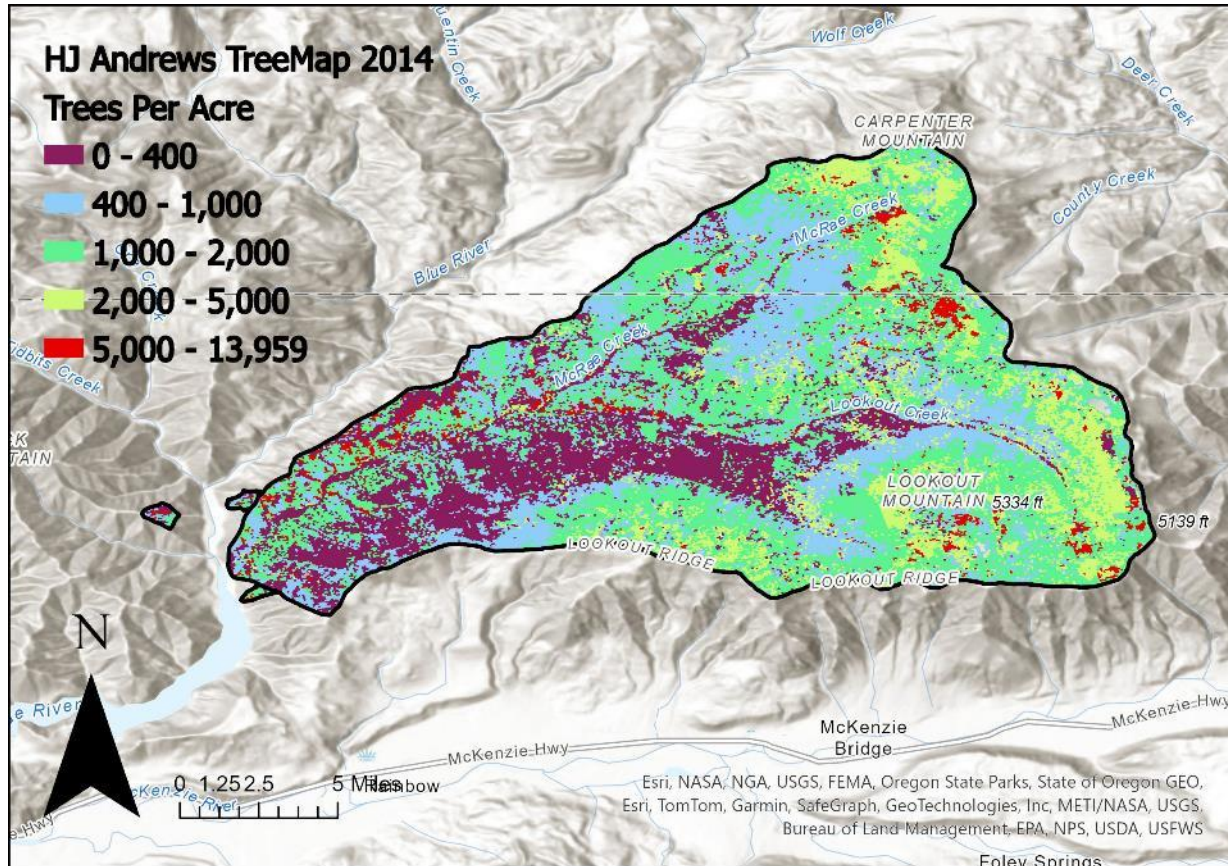 HJ Andrews TreeMap 2014
Trees Per Acre
0 - 400
400 - 1,000
1,000 - 2,000
2,000 - 5,000
5,000 - 13,959
Wolf Creek
Deer Creek
CARPENTER
MOUNTAIN
County Creek
McRae Creek
Blue River
McRae Creek
Creek
Lookout Creek
LOOKOUT
MOUNTAIN
5334 ft
5139 ft
LOOKOUT RIDGE
LOOKOUT RIDGE
N
River
McKenzie Hwy
McKenzie
Bridge
McKenzie Hwy
0 1.25 2.5 5 Miles
Rainbow
McKenzie River
Hwy
Esri, NASA, NGA, USGS, FEMA, Oregon State Parks, State of Oregon GEO,
Esri, TomTom, Garmin, SafeGraph, GeoTechnologies, Inc, METI/NASA, USGS,
Bureau of Land Management, EPA, NPS, USDA, USFWS
Foley Springs